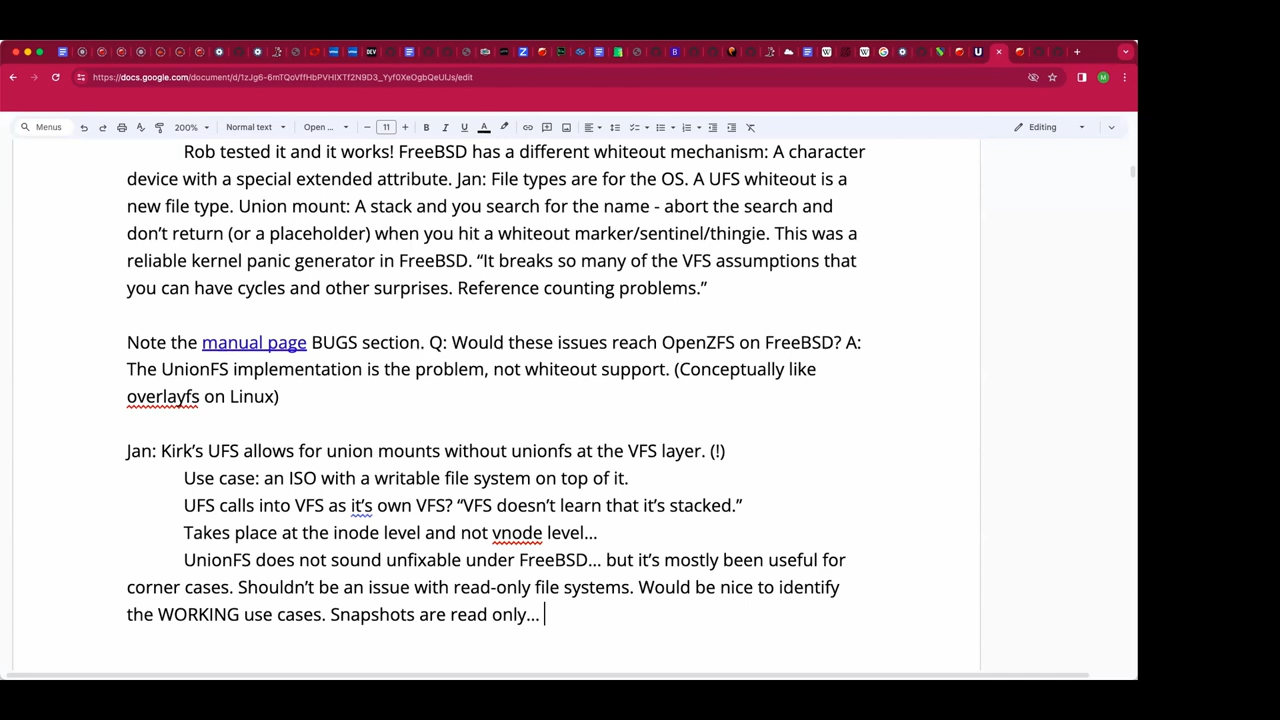 https://docs.google.com/document/d/1zJg6-6mTQoVffHbPVHIXTf2N9D3_Yyf0XeOgbQeUIJs/edit
Menus 200% Normal text Open ... 11 Editing
Rob tested it and it works! FreeBSD has a different whiteout mechanism: A character
device with a special extended attribute. Jan: File types are for the OS. A UFS whiteout is a
new file type. Union mount: A stack and you search for the name - abort the search and
don’t return (or a placeholder) when you hit a whiteout marker/sentinel/thingie. This was a
reliable kernel panic generator in FreeBSD. “It breaks so many of the VFS assumptions that
you can have cycles and other surprises. Reference counting problems.”
Note the manual page BUGS section. Q: Would these issues reach OpenZFS on FreeBSD? A:
The UnionFS implementation is the problem, not whiteout support. (Conceptually like
overlayfs on Linux)
Jan: Kirk’s UFS allows for union mounts without unionfs at the VFS layer. (!)
Use case: an ISO with a writable file system on top of it.
UFS calls into VFS as it’s own VFS? “VFS doesn’t learn that it’s stacked.”
Takes place at the inode level and not vnode level...
UnionFS does not sound unfixable under FreeBSD... but it’s mostly been useful for
corner cases. Shouldn’t be an issue with read-only file systems. Would be nice to identify
the WORKING use cases. Snapshots are read only...